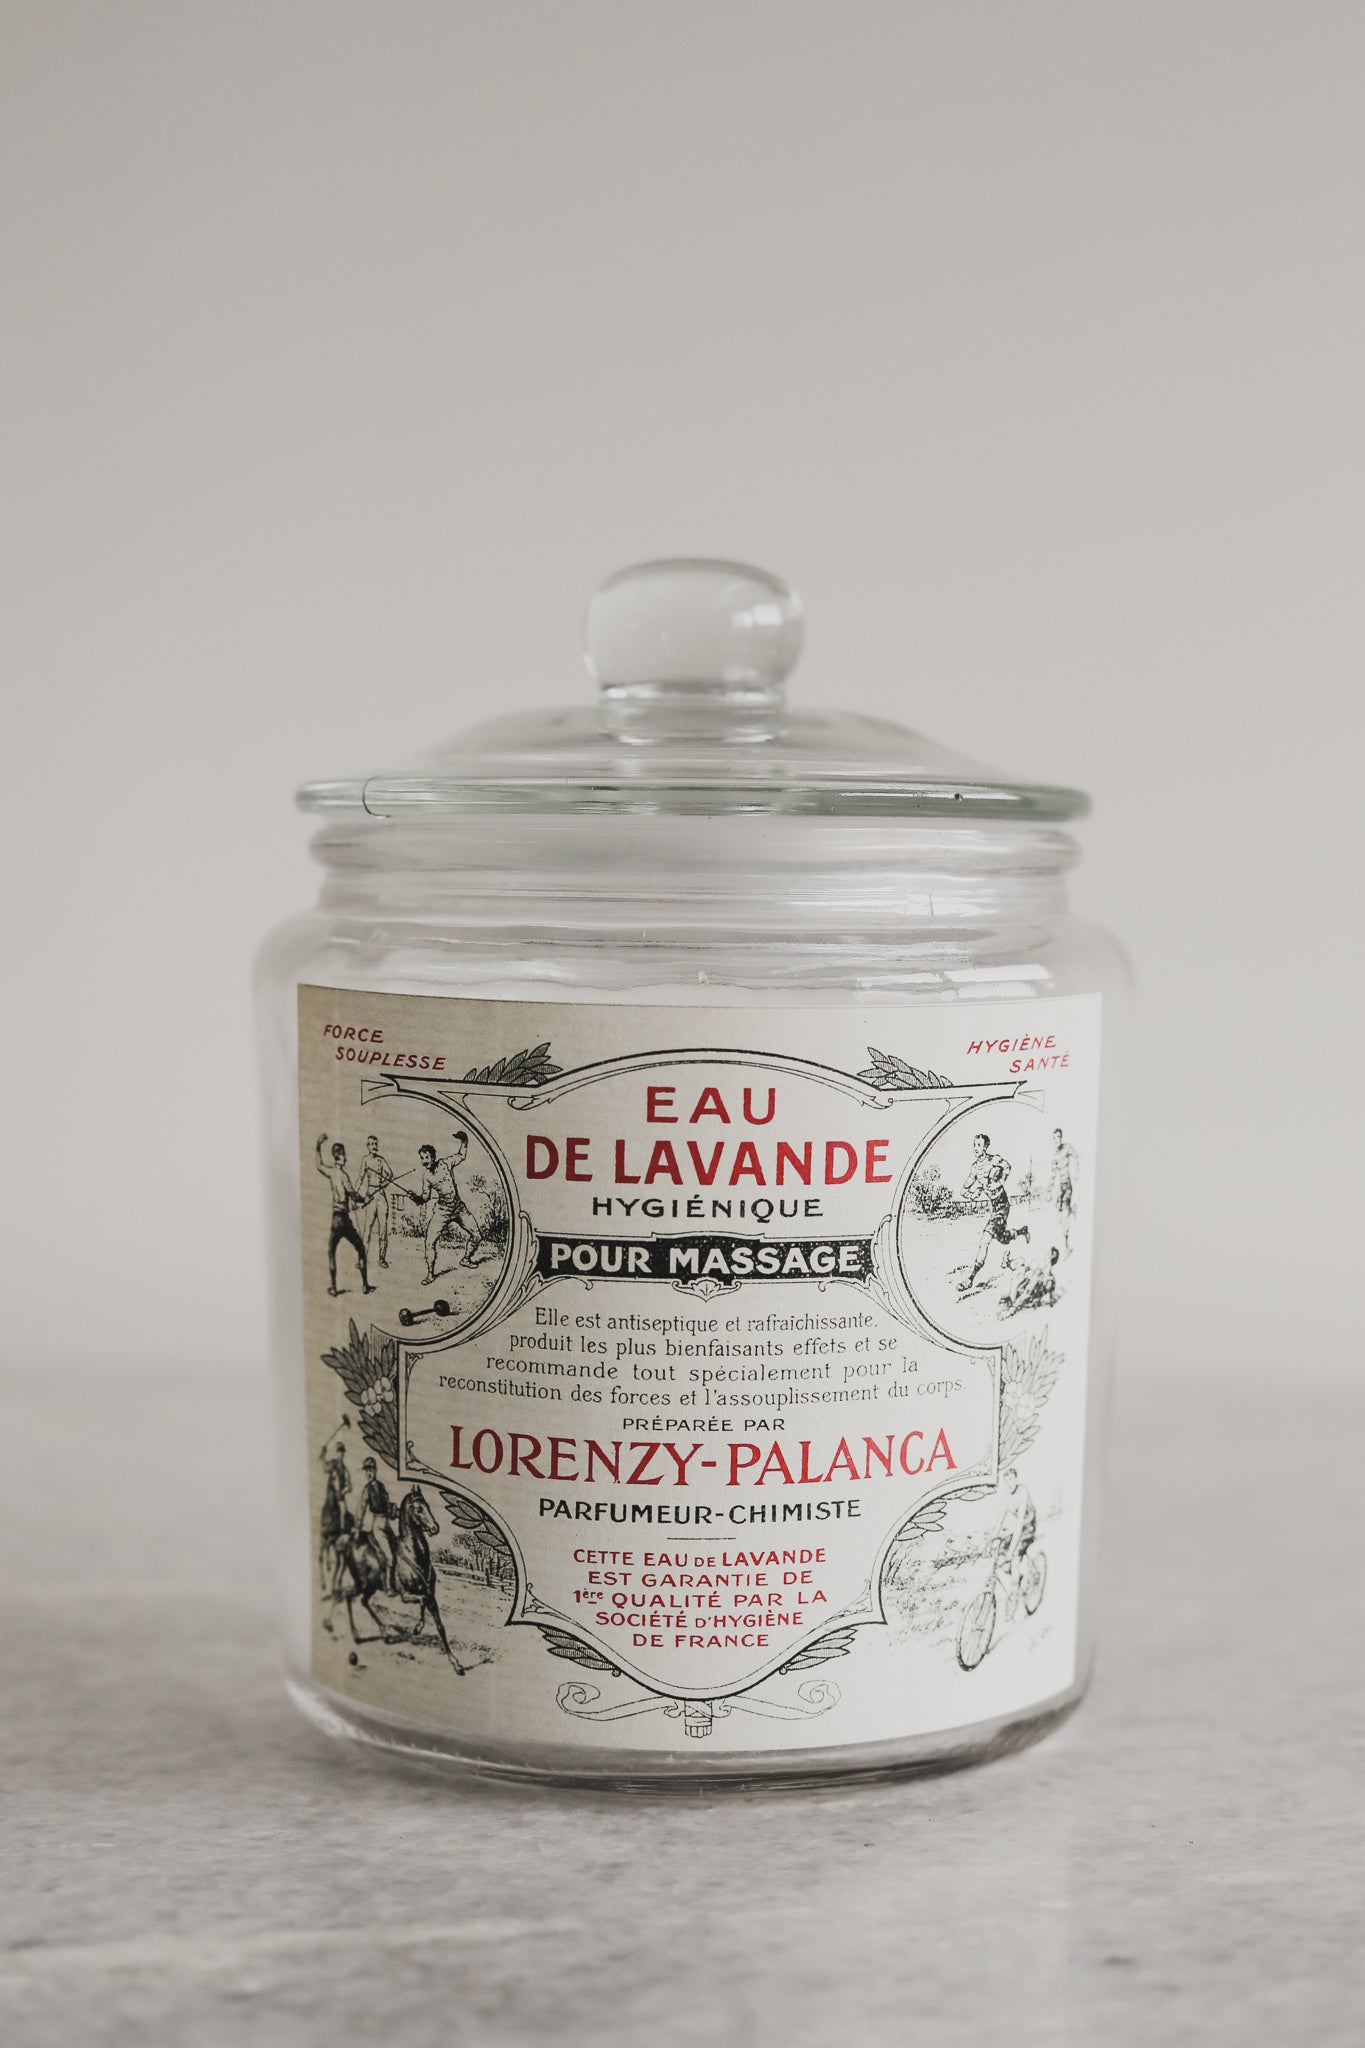 FORCE
SOUPLESSE
HYGIÈNE
SANTÉ
EAU
DE LAVANDE
HYGIÉNIQUE
POUR MASSAGE
Elle est antiseptique et rafraîchissante.
produit les plus bienfaisants effets et se
recommande tout spécialement pour la
reconstitution des forces et l'assouplissement du corps.
PRÉPARÉE PAR
LORENZY-PALANCA
PARFUMEUR-CHIMISTE
CETTE EAU DE LAVANDE
EST GARANTIE DE
1ère QUALITÉ PAR LA
SOCIÉTÉ D'HYGIÈNE
DE FRANCE